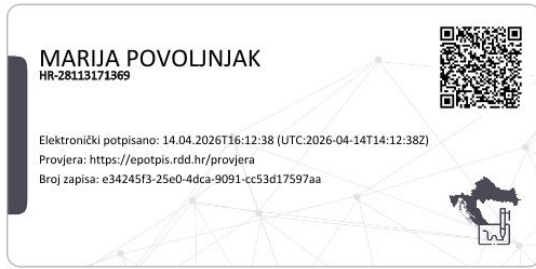 MARIJA POVOLJNJAK
HR-28113171369
Elektronički potpisano: 14.04.2026T16:12:38 (UTC:2026-04-14T14:12:38Z)
Provjera: https://epotpis.rdd.hr/provjera
Broj zapisa: e34245f3-25e0-4dca-9091-cc53d17597aa